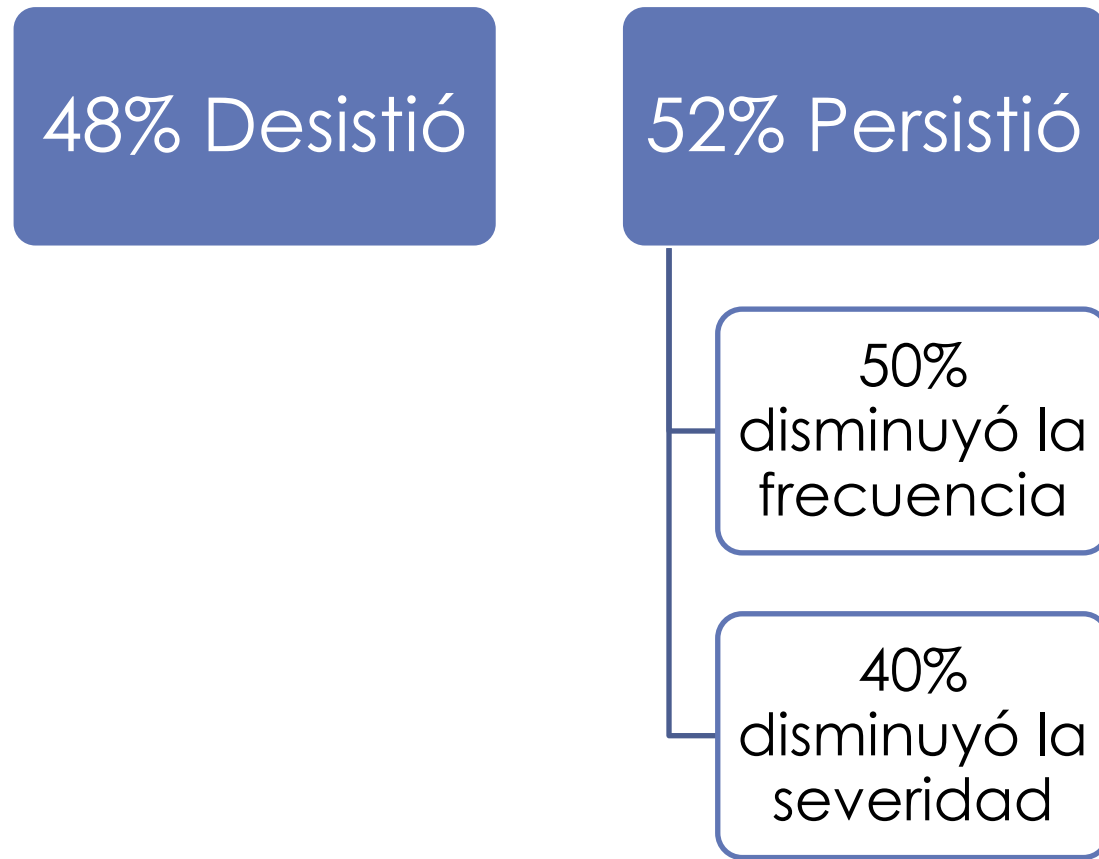 48% Desistió
52% Persistió
50%
disminuyó la
frecuencia
40%
disminuyó la
severidad